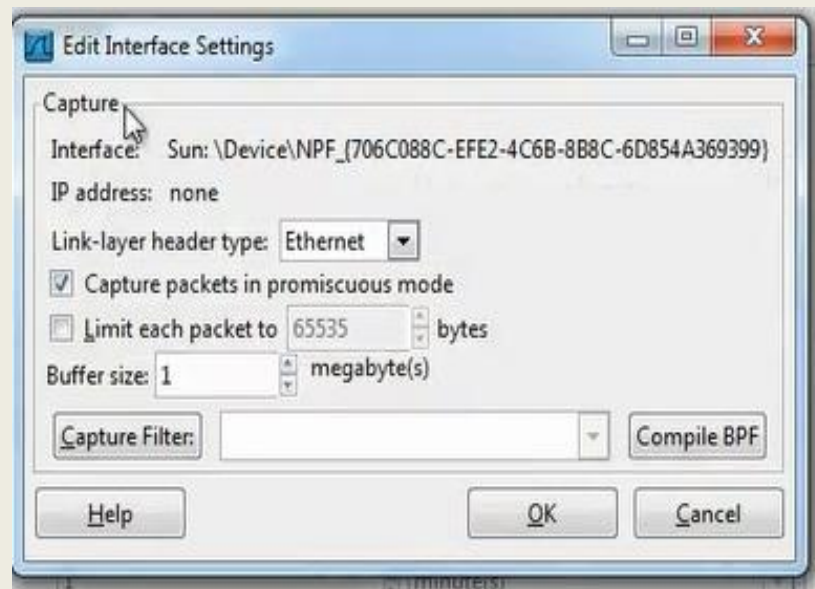 Edit Interface Settings
Capture
Interface: Sun: \Device\NPF_{706C088C-EFE2-4C6B-8B8C-6D854A369399}
IP address: none
Link-layer header type: Ethernet
Capture packets in promiscuous mode
Limit each packet to 65535 bytes
Buffer size: 1 megabyte(s)
Capture Filter: Compile BPF
Help OK Cancel
1 minute(s)